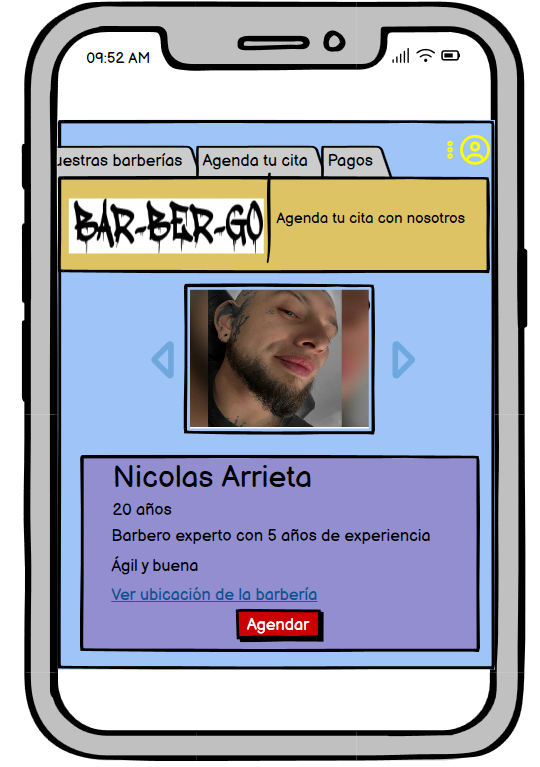 09:52 AM
uestras barberías
Agenda tu cita
Pagos
BAR-BER-GO
Agenda tu cita con nosotros
Nicolas Arrieta
20 años
Barbero experto con 5 años de experiencia
Ágil y buena
Ver ubicación de la barbería
Agendar